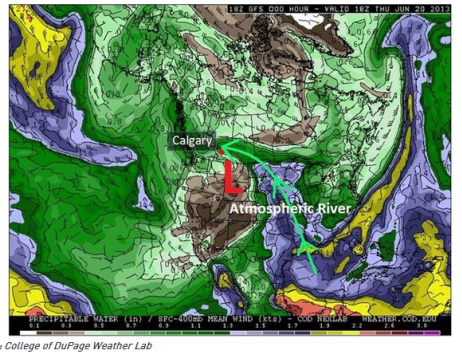 18Z GFS 000 HOUR - VALID 18Z THU JUN 20 2013
Calgary
L
Atmospheric River
PRECIPITABLE WATER (in) / SFC-400mb MEAN WIND (kts) - COD NEXLAB WEATHER.COD.EDU
0.1 0.3 0.5 0.7 0.9 1.1 1.3 1.5 1.7 1.9 2.2 2.6 3.0
College of DuPage Weather Lab